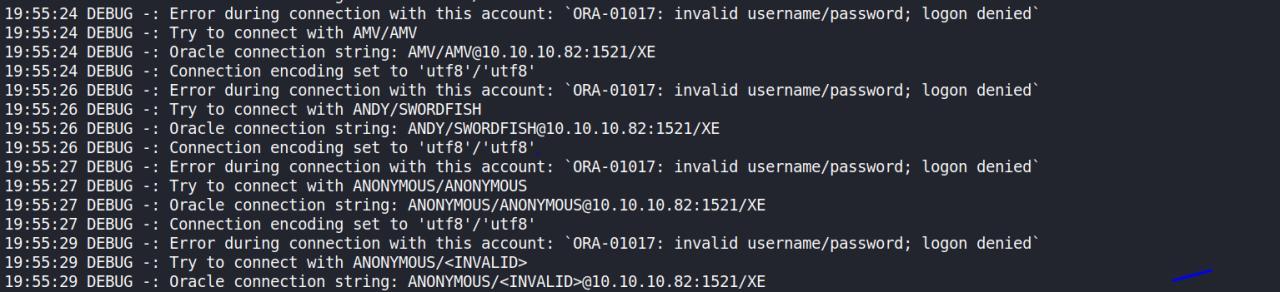 19:55:24 DEBUG -: Error during connection with this account: `ORA-01017: invalid username/password; logon denied`
19:55:24 DEBUG -: Try to connect with AMV/AMV
19:55:24 DEBUG -: Oracle connection string: AMV/AMV@10.10.10.82:1521/XE
19:55:24 DEBUG -: Connection encoding set to 'utf8'/'utf8'
19:55:26 DEBUG -: Error during connection with this account: `ORA-01017: invalid username/password; logon denied`
19:55:26 DEBUG -: Try to connect with ANDY/SWORDFISH
19:55:26 DEBUG -: Oracle connection string: ANDY/SWORDFISH@10.10.10.82:1521/XE
19:55:26 DEBUG -: Connection encoding set to 'utf8'/'utf8'
19:55:27 DEBUG -: Error during connection with this account: `ORA-01017: invalid username/password; logon denied`
19:55:27 DEBUG -: Try to connect with ANONYMOUS/ANONYMOUS
19:55:27 DEBUG -: Oracle connection string: ANONYMOUS/ANONYMOUS@10.10.10.82:1521/XE
19:55:27 DEBUG -: Connection encoding set to 'utf8'/'utf8'
19:55:29 DEBUG -: Error during connection with this account: `ORA-01017: invalid username/password; logon denied`
19:55:29 DEBUG -: Try to connect with ANONYMOUS/<INVALID>
19:55:29 DEBUG -: Oracle connection string: ANONYMOUS/<INVALID>@10.10.10.82:1521/XE